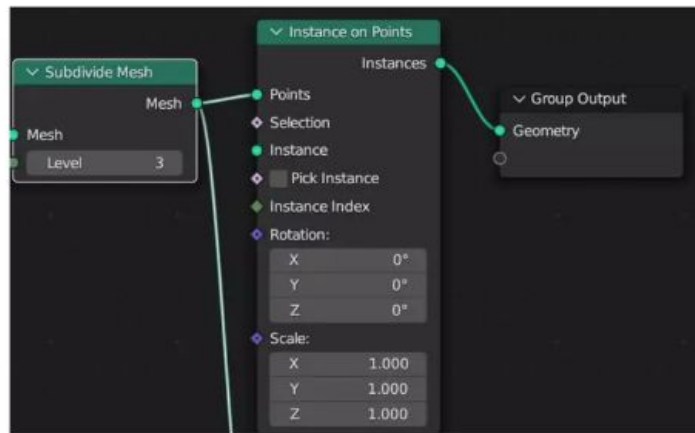 Subdivide Mesh
Mesh
Mesh
Level 3
Instance on Points
Instances
Points
Selection
Instance
Pick Instance
Instance Index
Rotation:
X 0°
Y 0°
Z 0°
Scale:
X 1.000
Y 1.000
Z 1.000
Group Output
Geometry